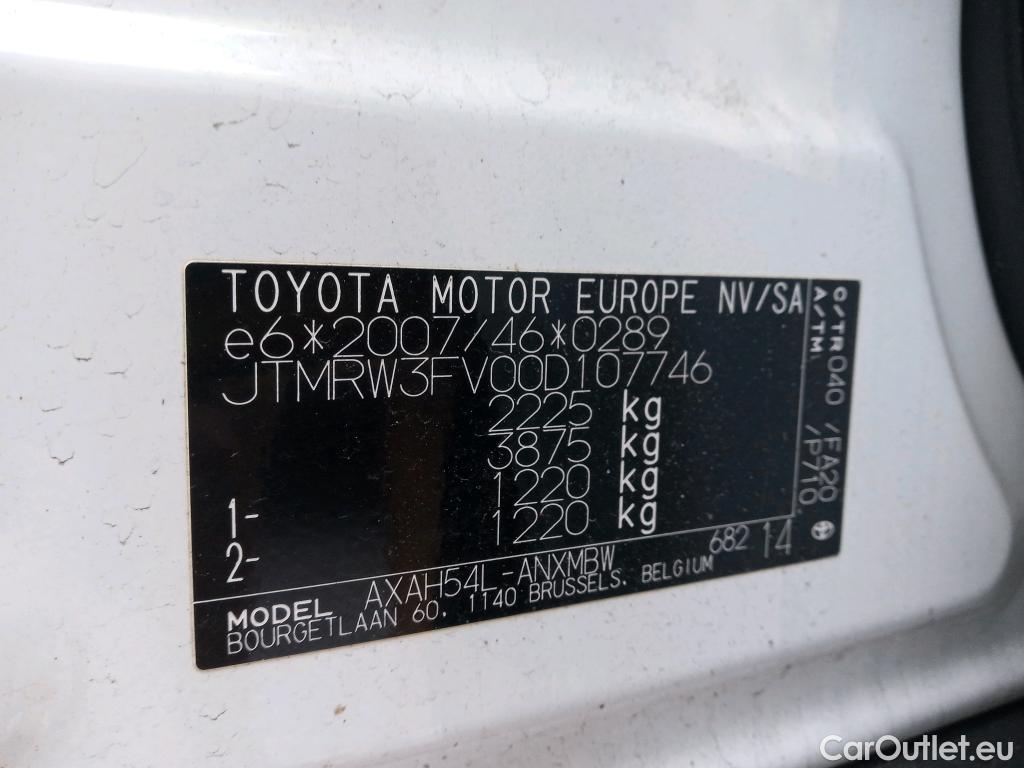 TOYOTA MOTOR EUROPE NV/SA
e6*2007/46*0289
JTMRW3FV00D107746
2225 kg
3875 kg
1- 1220 kg
2- 1220 kg
MODEL AXAH54L-ANXMBW 682 14
BOURGETLAAN 60, 1140 BRUSSELS, BELGIUM
C/TR 040 /FA20
A/TM. /P710
CarOutlet.eu